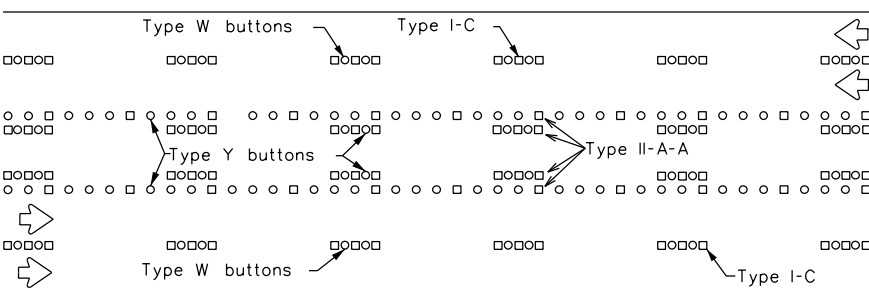 Type W buttons
Type I-C
Type Y buttons
Type II-A-A
Type W buttons
Type I-C